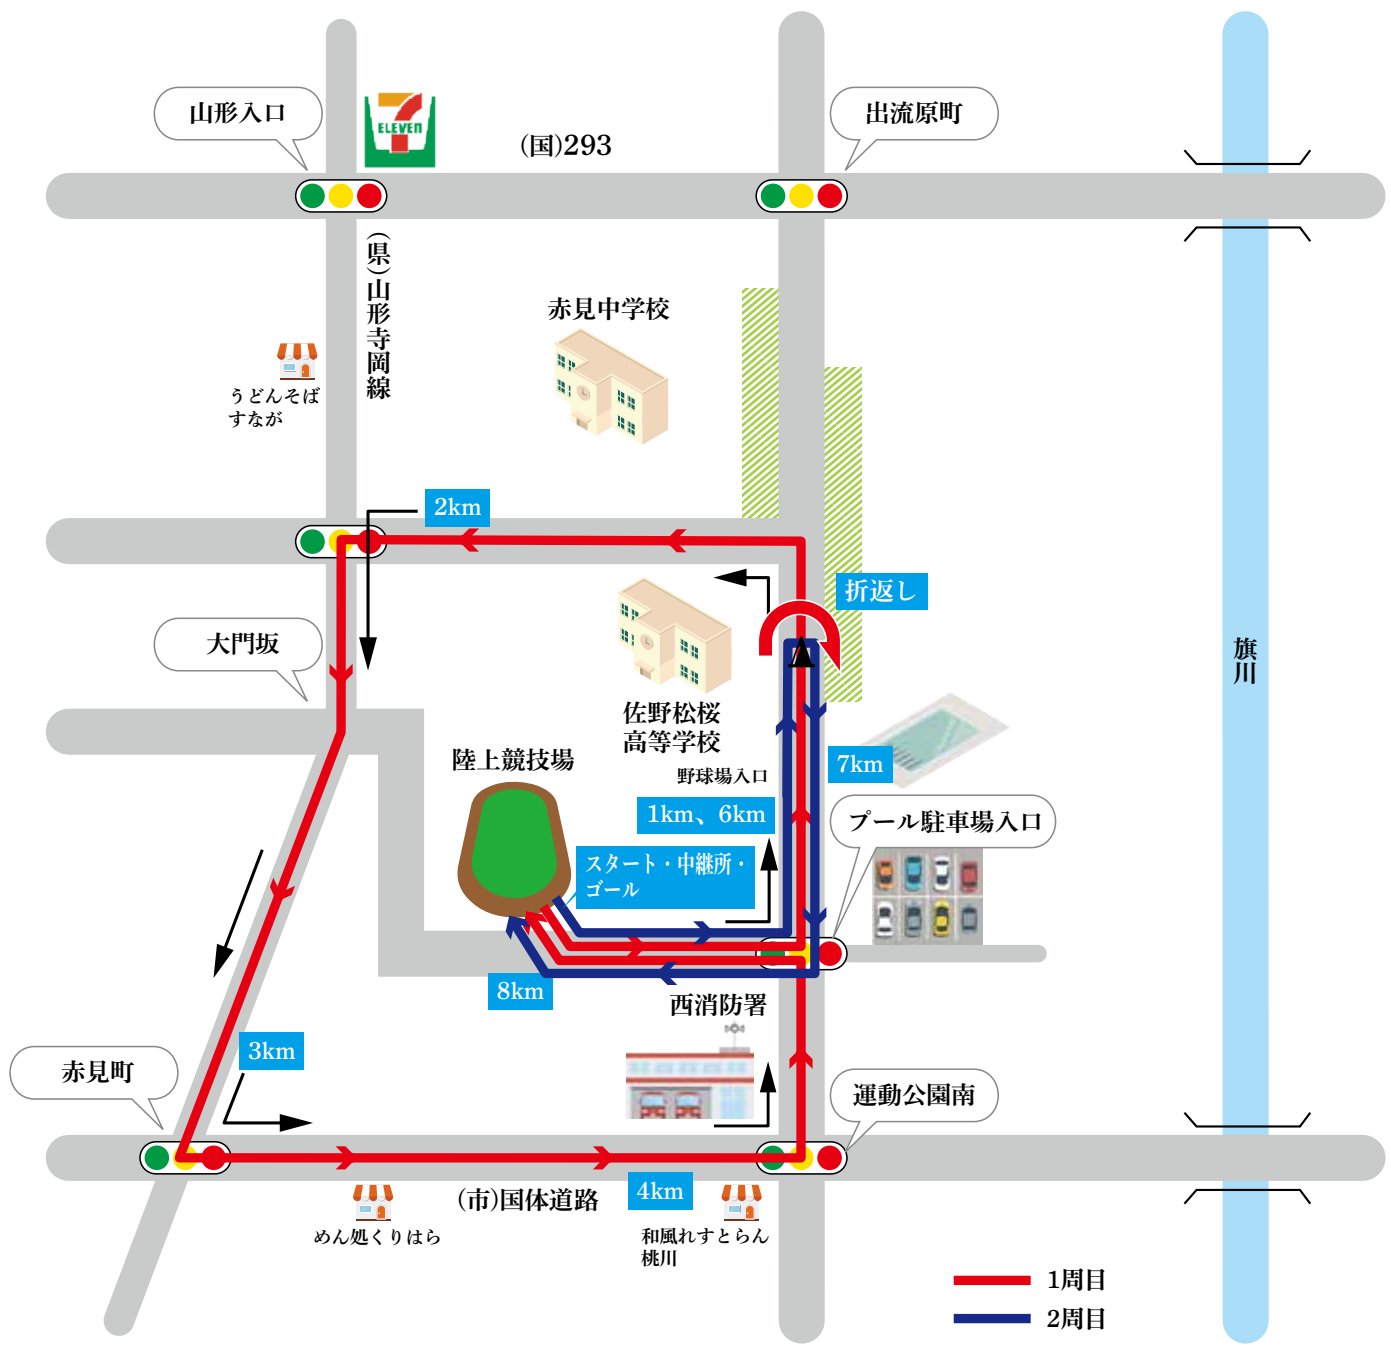 山形入口
ELEVEN
(国)293
出流原町
(県)山形寺岡線
赤見中学校
うどんそば
すなが
2km
折返し
大門坂
佐野松桜
高等学校
旗川
陸上競技場
野球場入口
7km
1km、6km
プール駐車場入口
スタート・中継所・
ゴール
8km
西消防署
3km
赤見町
運動公園南
(市)国体道路
4km
めん処くりはら
和風れすとらん
桃川
1周目
2周目